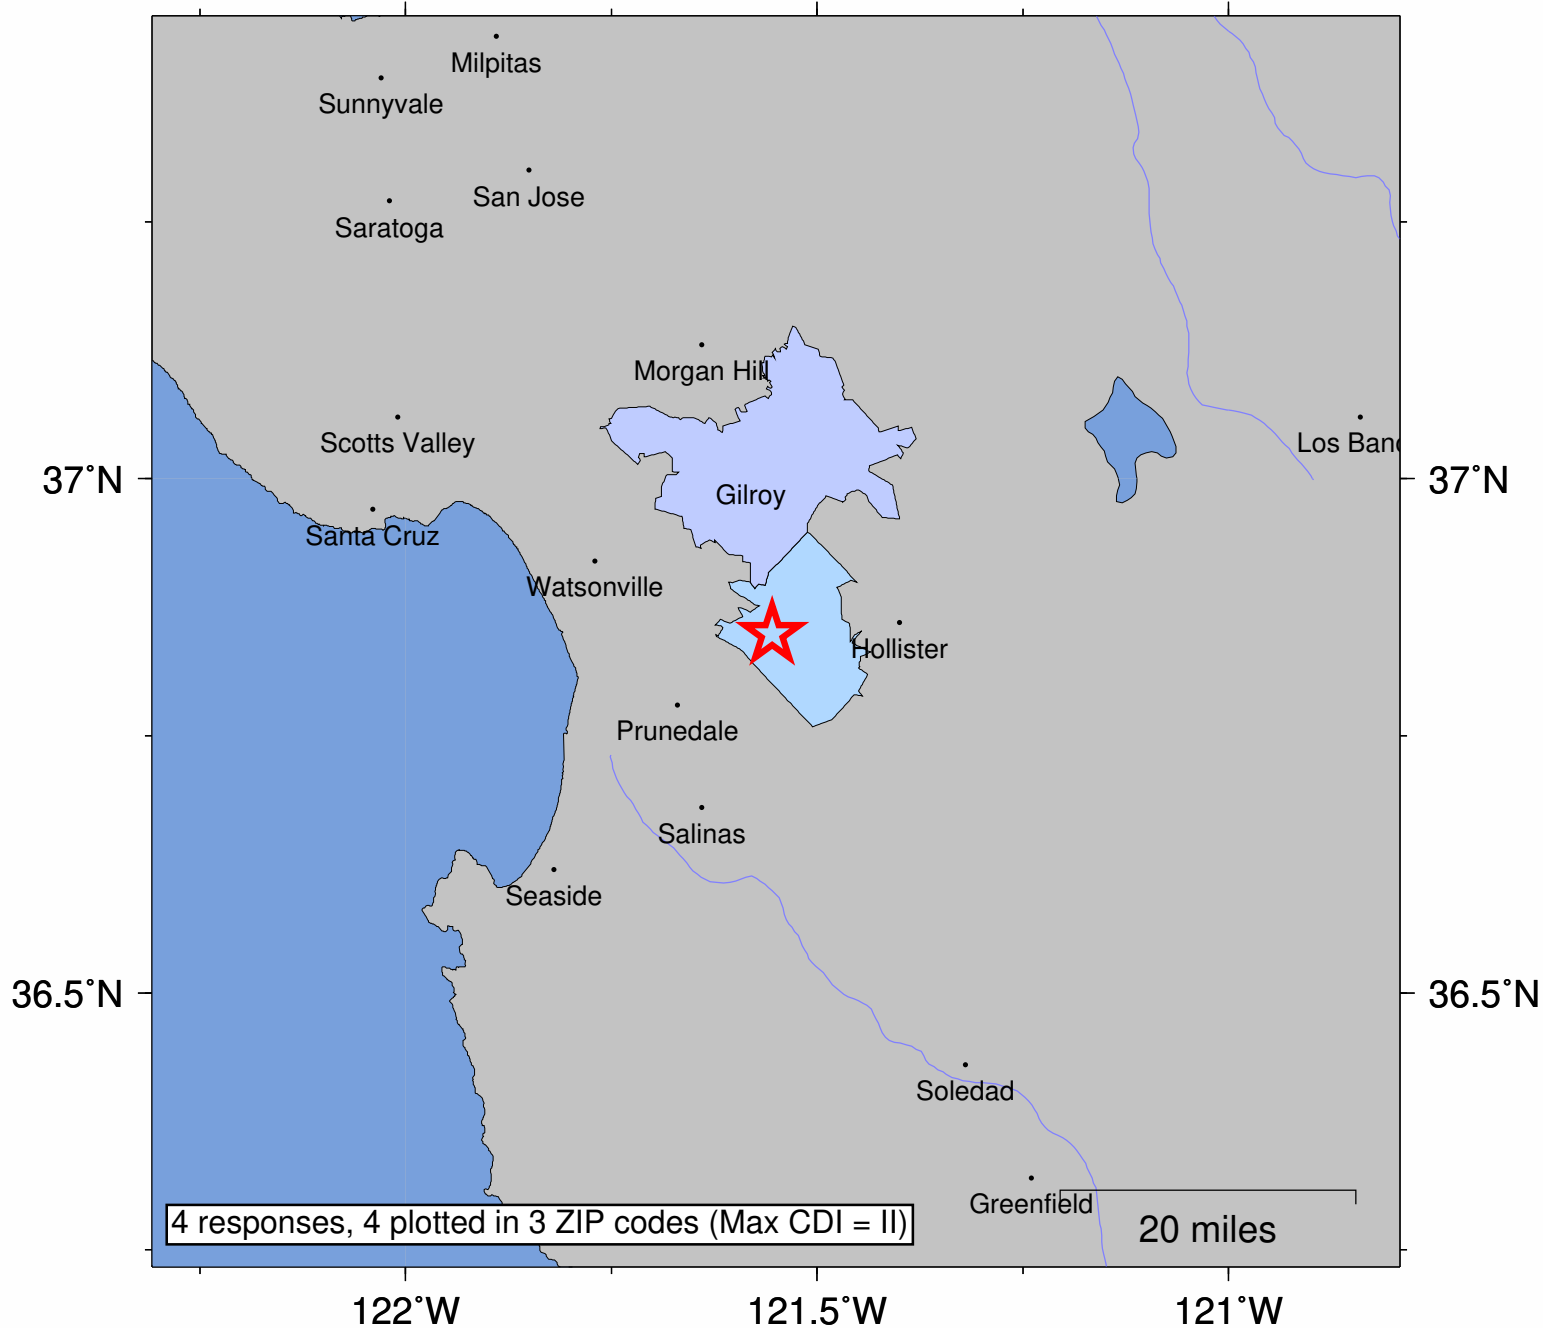 Milpitas
Sunnyvale
San Jose
Saratoga
Morgan Hill
Scotts Valley
Los Banc
37°N
37°N
Gilroy
Santa Cruz
Watsonville
Hollister
Prunedale
Salinas
Seaside
36.5°N
36.5°N
Soledad
Greenfield
4 responses, 4 plotted in 3 ZIP codes (Max CDI = II)
20 miles
122°W
121.5°W
121°W